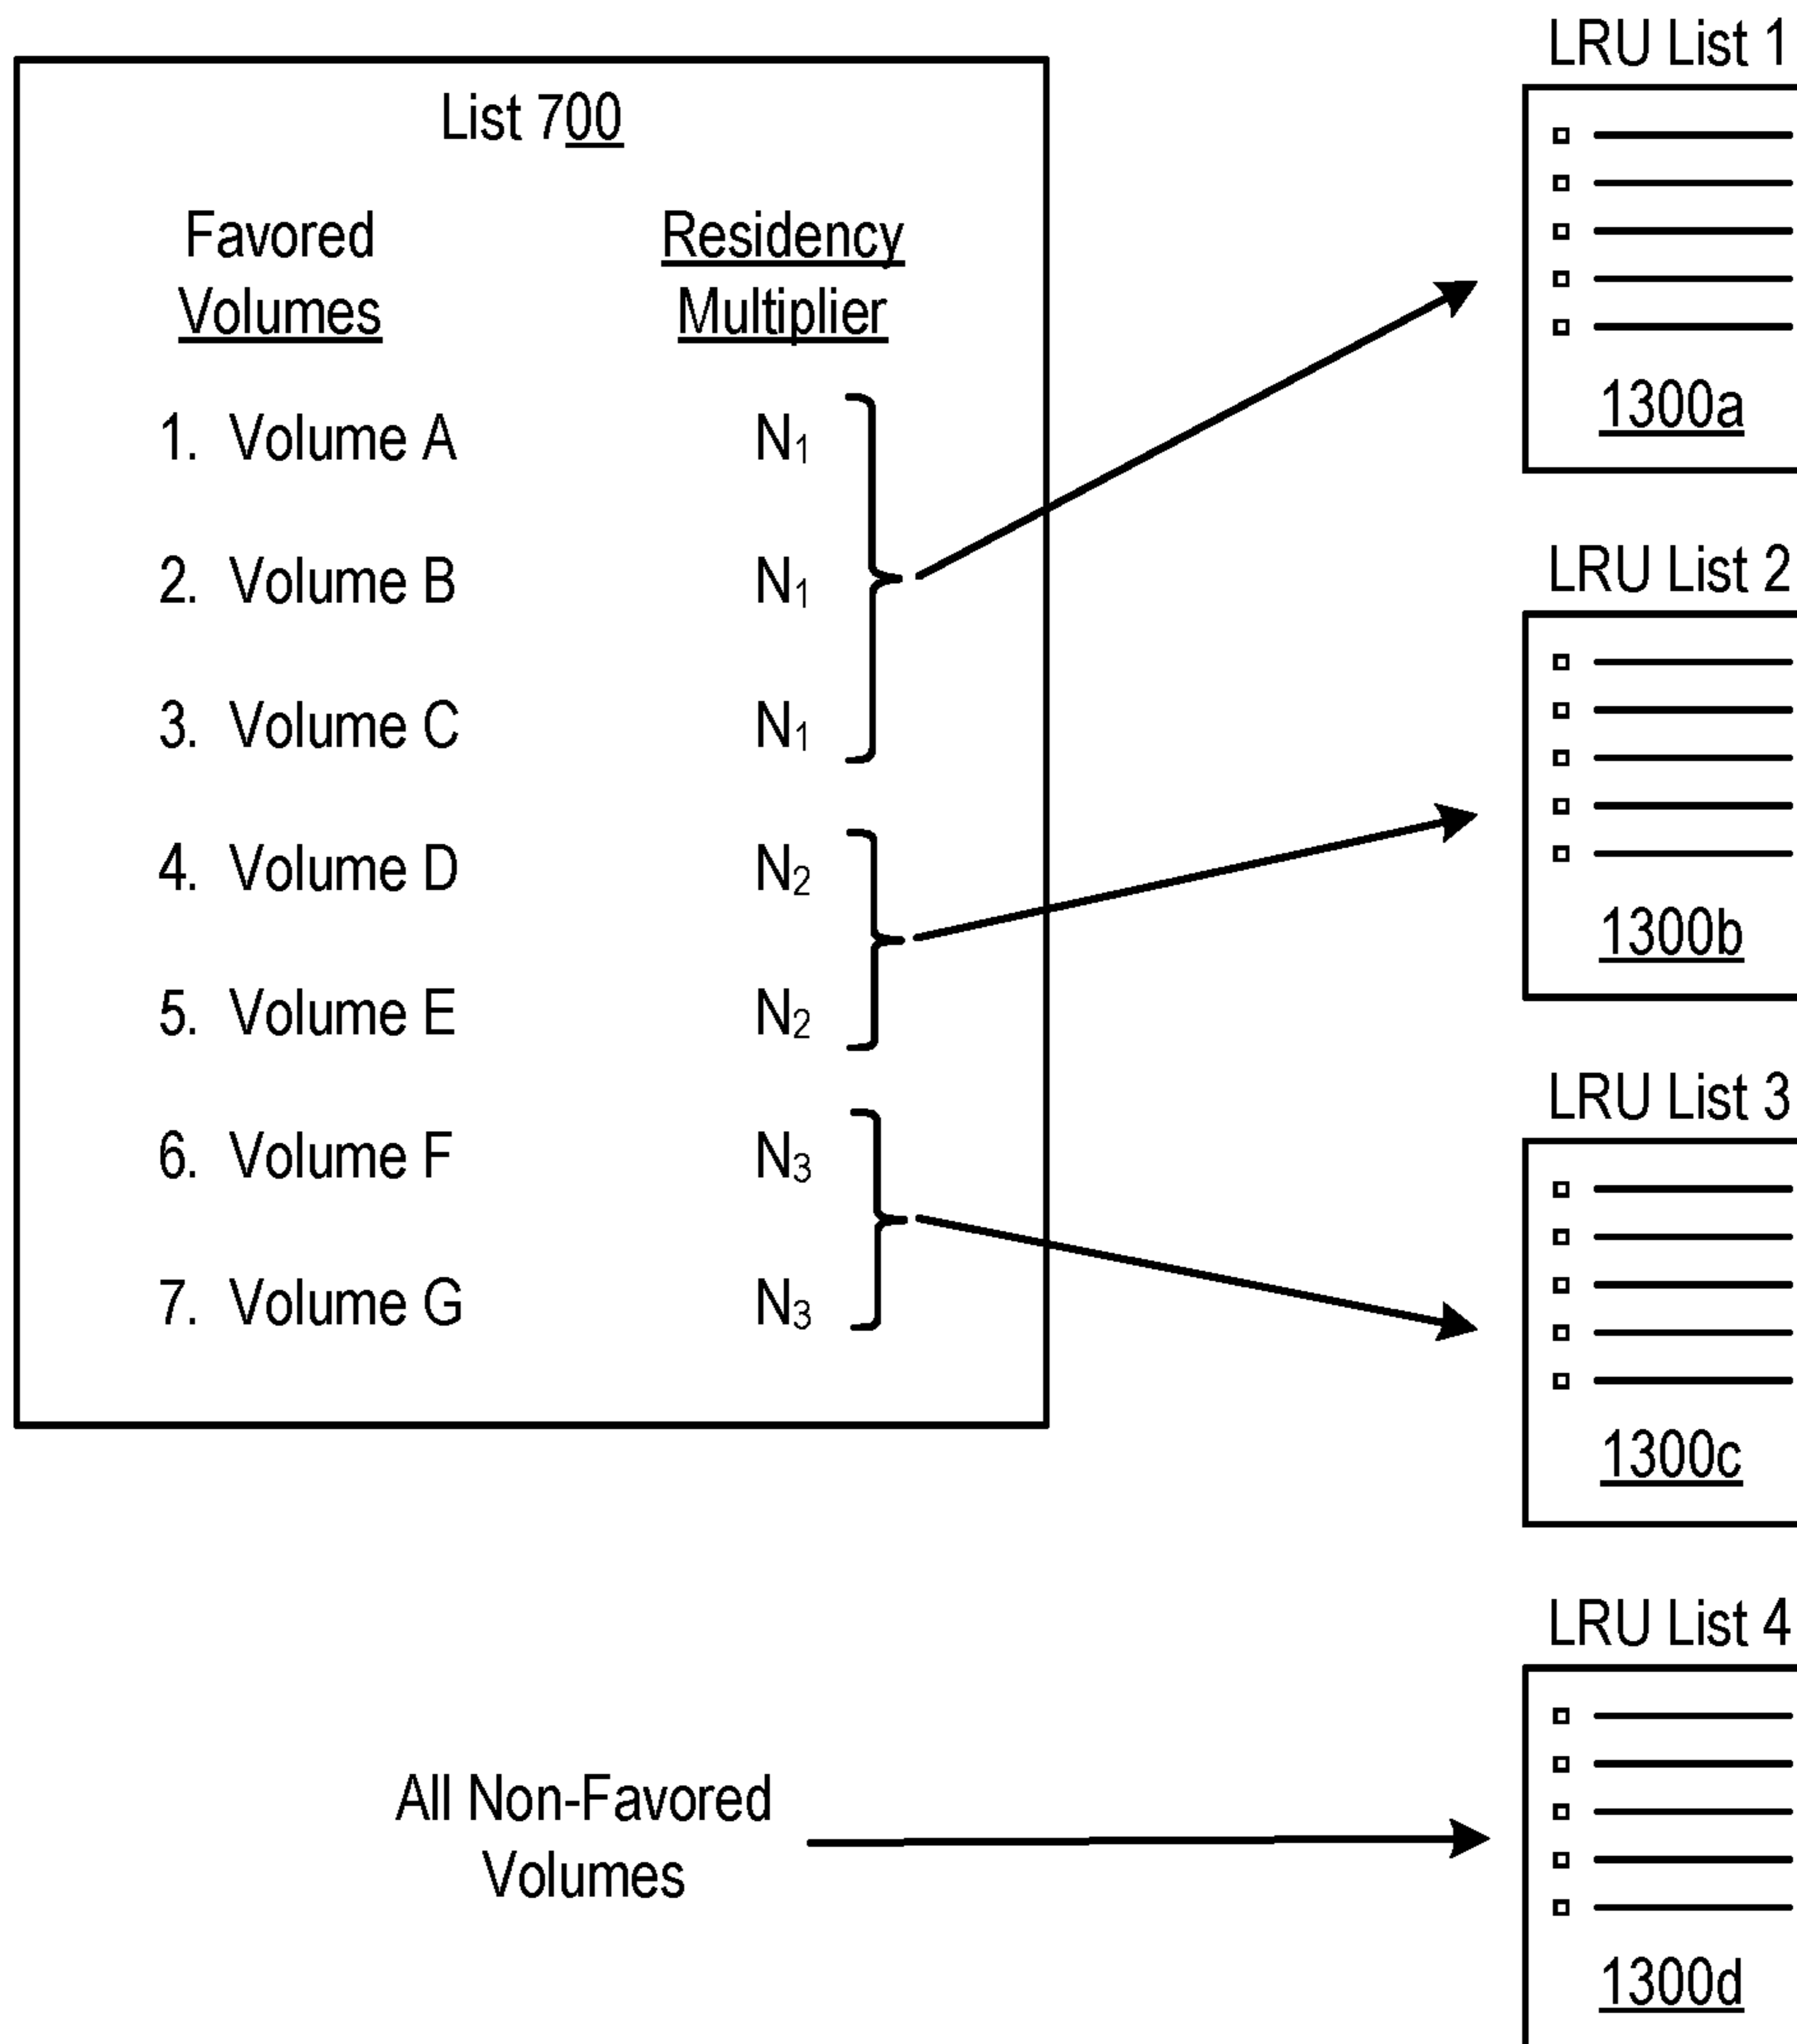 List 700
Favored
Volumes
Residency
Multiplier
1. Volume A N₁
2. Volume B N₁
3. Volume C N₁
4. Volume D N₂
5. Volume E N₂
6. Volume F N₃
7. Volume G N₃
All Non-Favored
Volumes
LRU List 1
1300a
LRU List 2
1300b
LRU List 3
1300c
LRU List 4
1300d